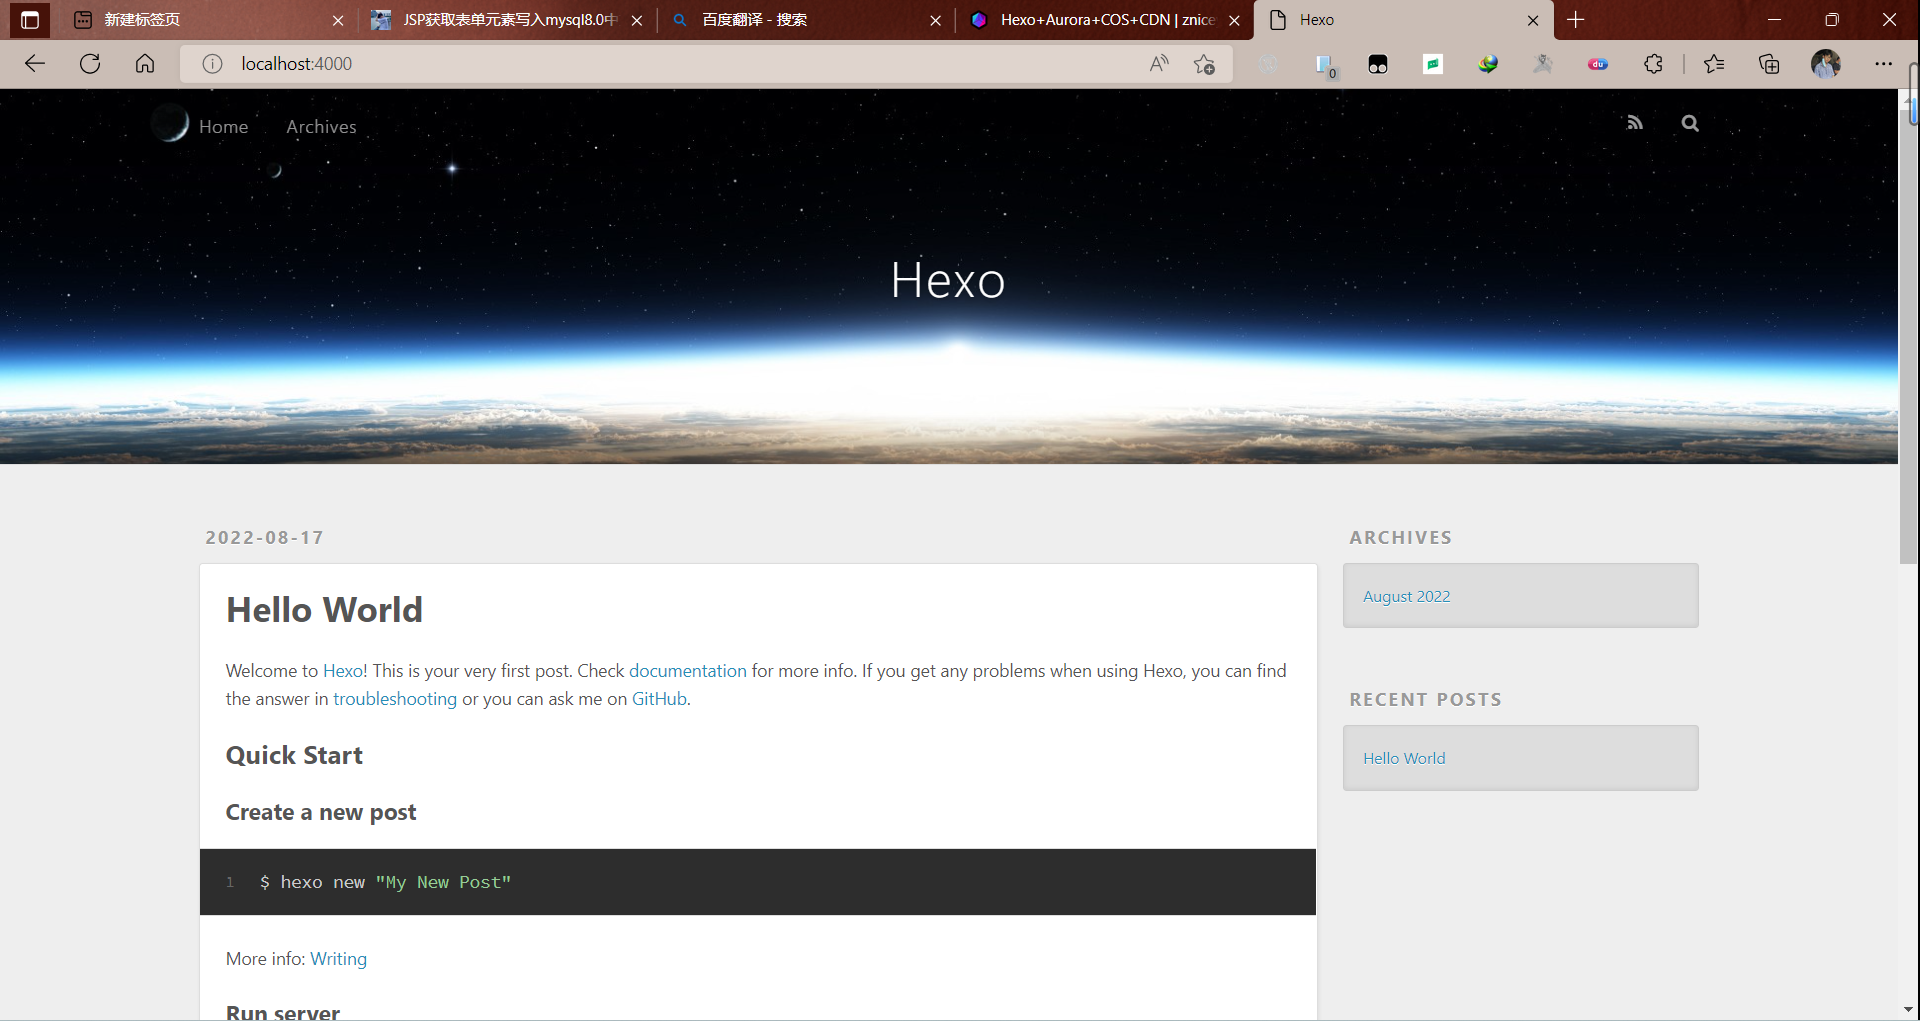 新建标签页
JSP获取表单元素写入mysql8.0中
百度翻译 - 搜索
Hexo+Aurora+COS+CDN | znice
Hexo
localhost:4000
A
0
du
Home
Archives
Hexo
2022-08-17
Hello World
Welcome to Hexo! This is your very first post. Check documentation for more info. If you get any problems when using Hexo, you can find
the answer in troubleshooting or you can ask me on GitHub.
Quick Start
Create a new post
1 $ hexo new "My New Post"
More info: Writing
Run server
ARCHIVES
August 2022
RECENT POSTS
Hello World